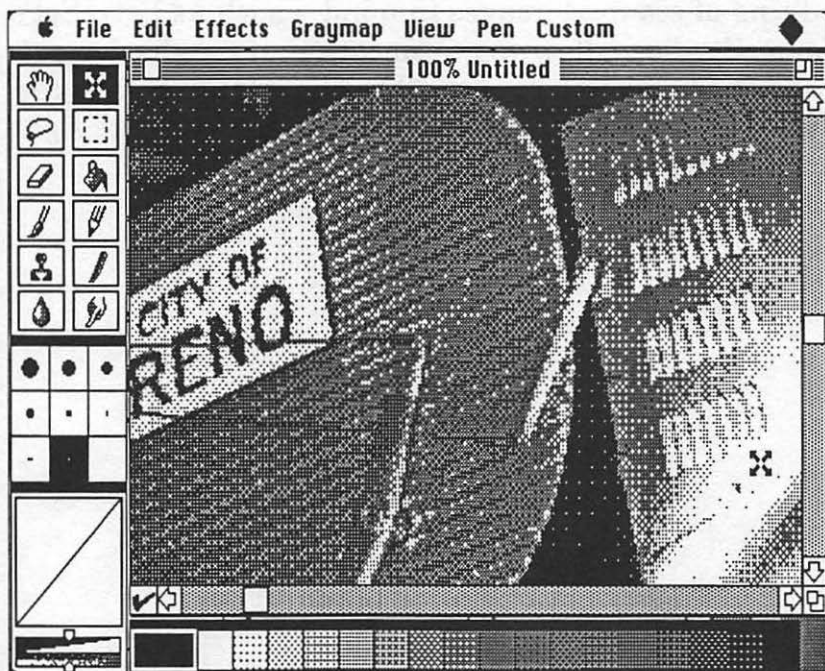 File Edit Effects Graymap View Pen Custom
100% Untitled
CITY OF
RENO